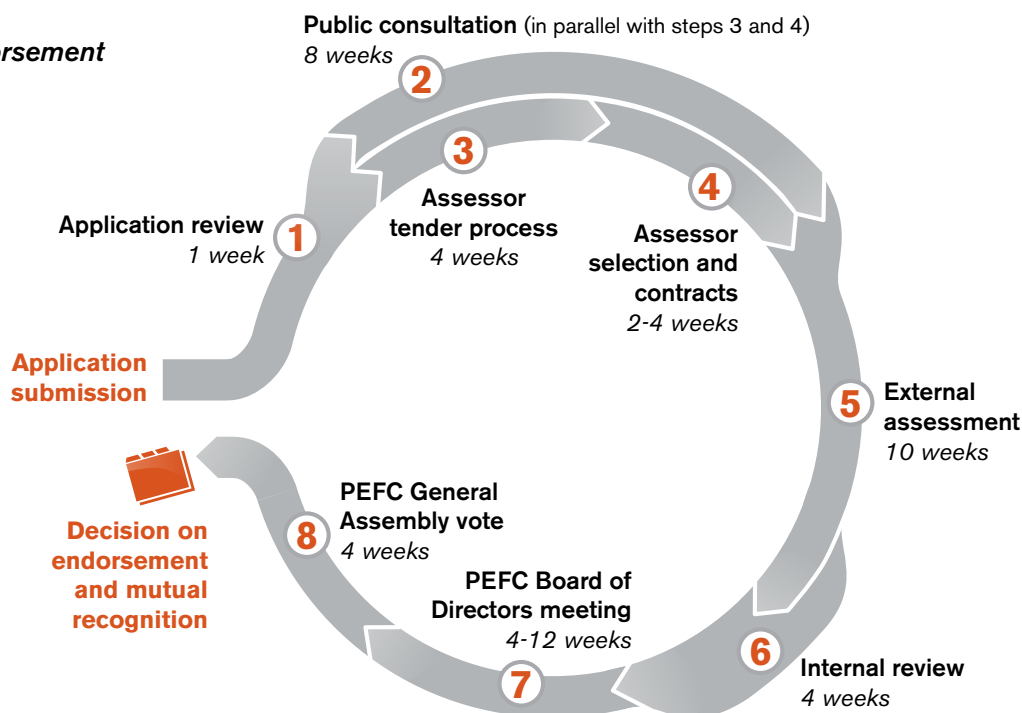 Public consultation (in parallel with steps 3 and 4)
8 weeks
2
3
Assessor
tender process
4 weeks
4
Assessor
selection and
contracts
2-4 weeks
Application review
1 week
1
Application
submission
5
External
assessment
10 weeks
6
Internal review
4 weeks
PEFC Board of
Directors meeting
4-12 weeks
7
PEFC General
Assembly vote
4 weeks
8
Decision on
endorsement
and mutual
recognition